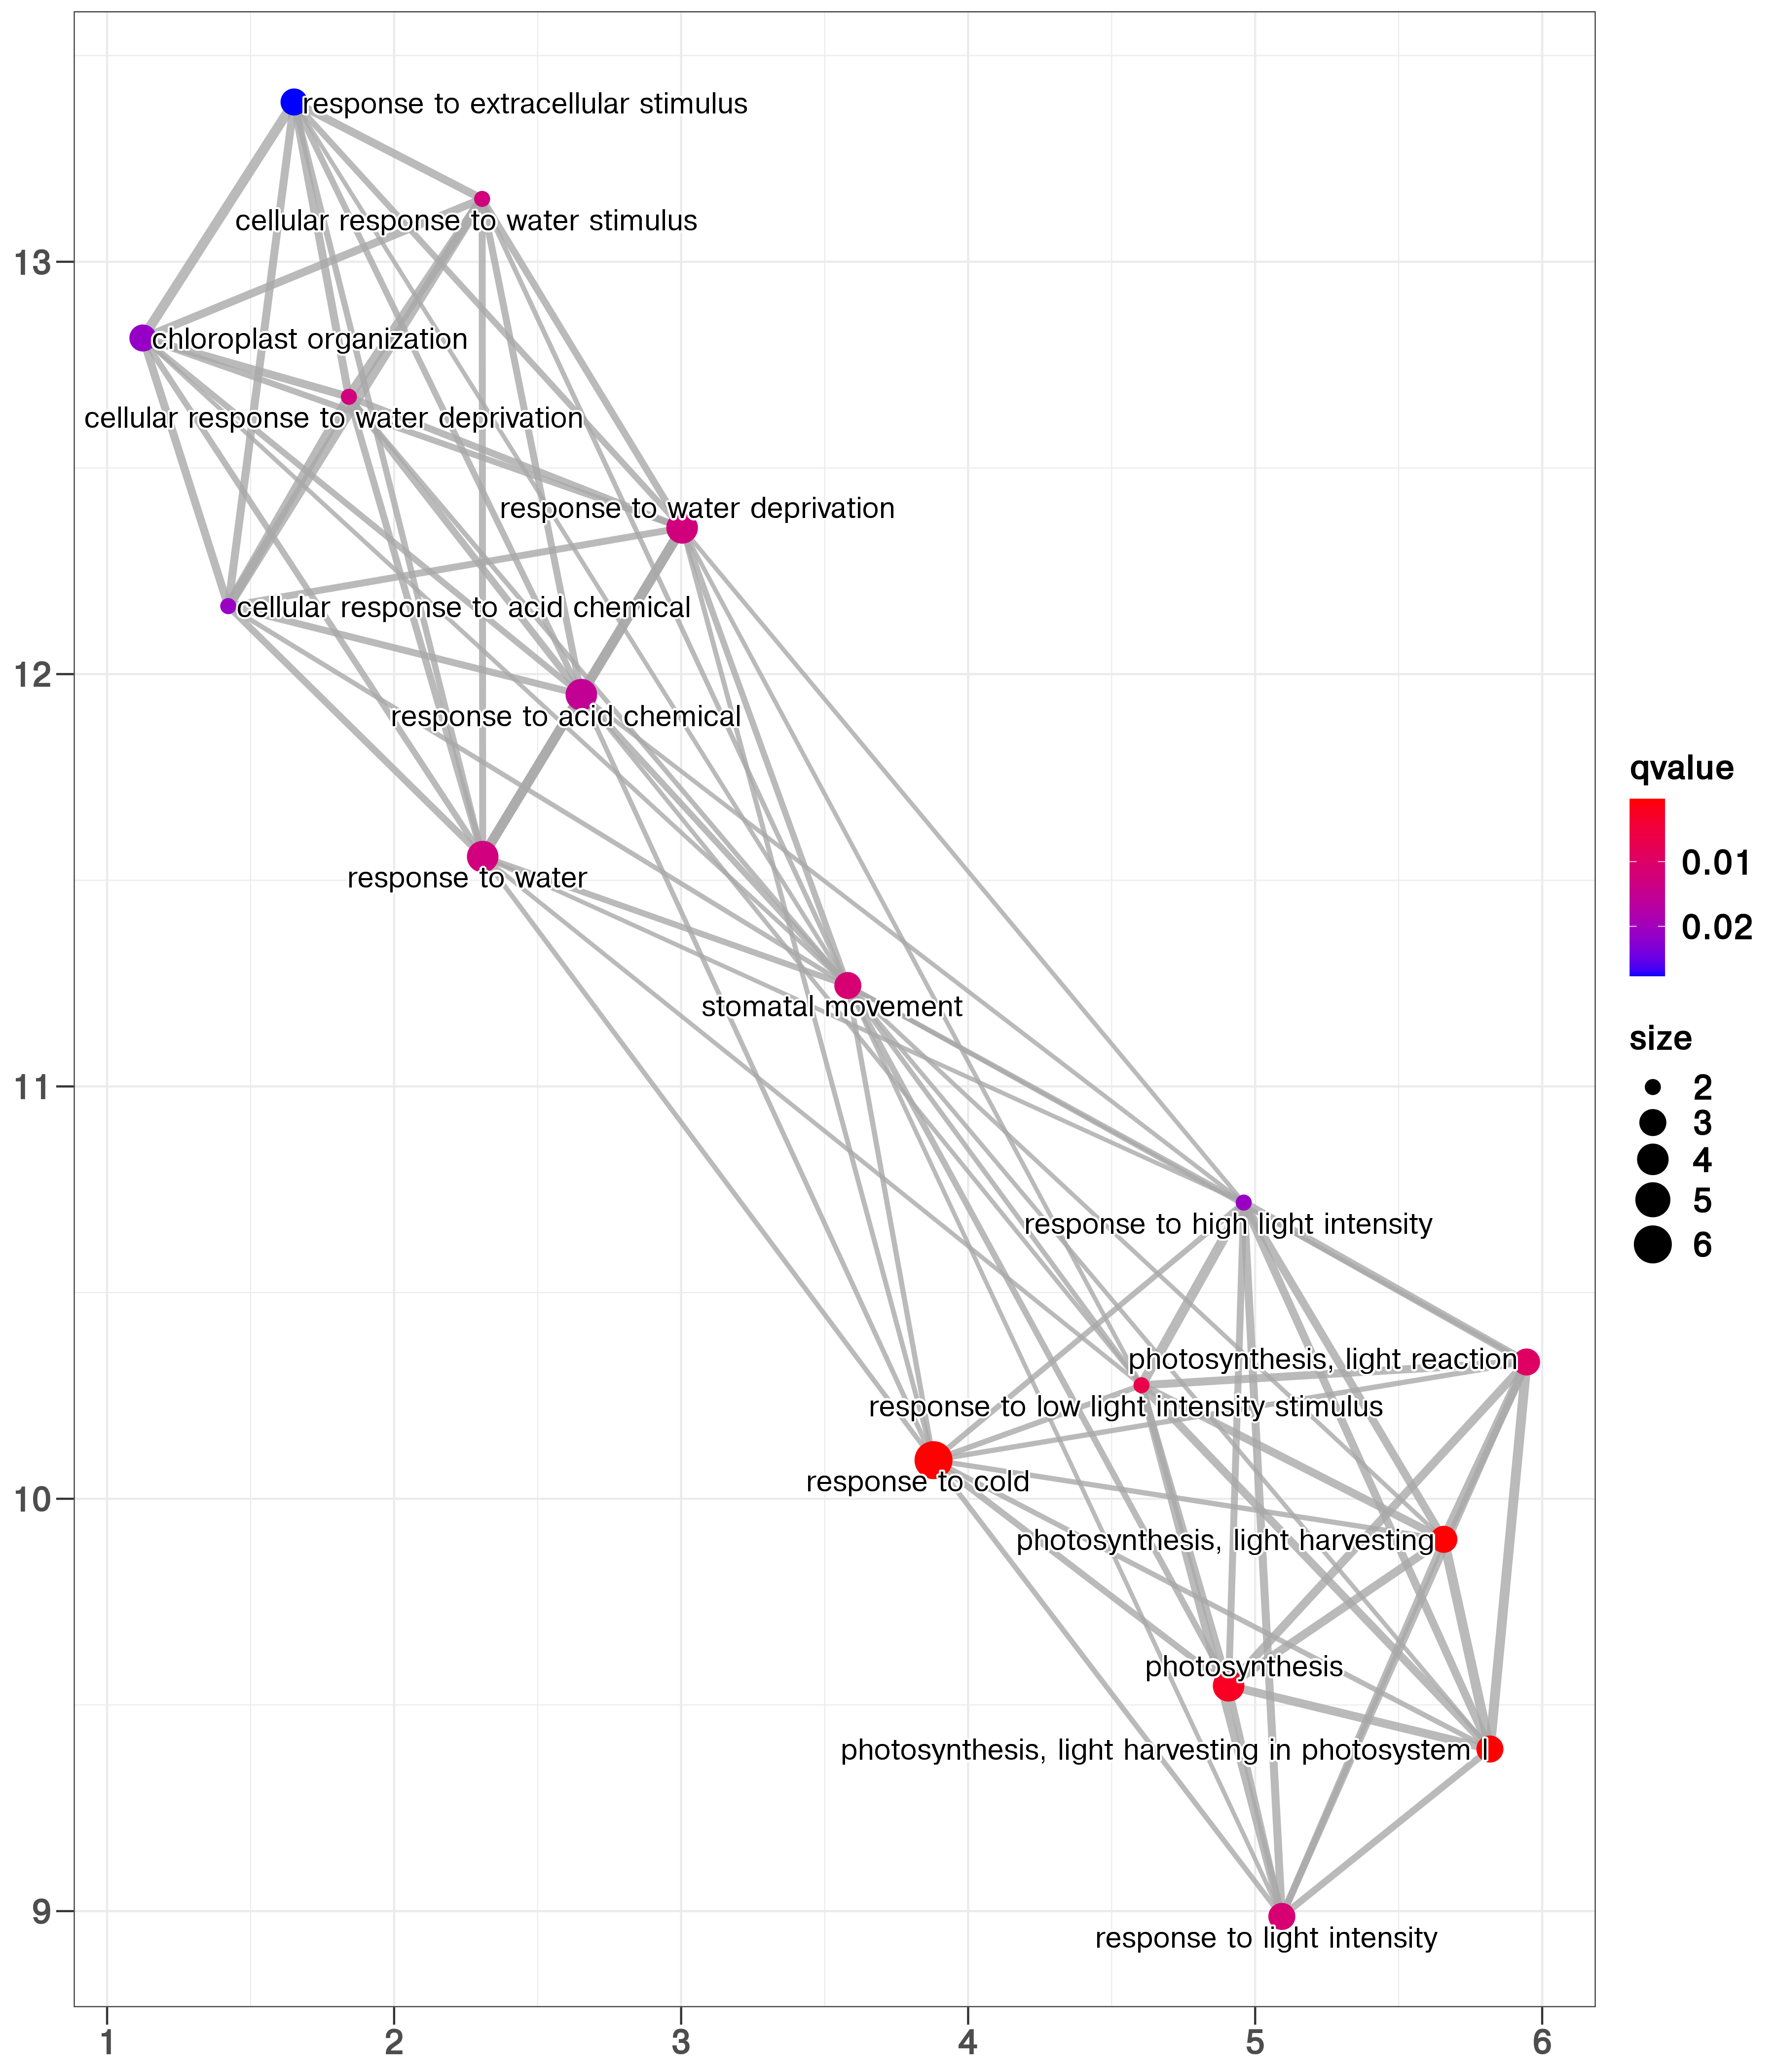 response to extracellular stimulus
cellular response to water stimulus
13
chloroplast organization
cellular response to water deprivation
response to water deprivation
cellular response to acid chemical
12
response to acid chemical
qvalue
0.01
response to water
0.02
stomatal movement
size
11
2
3
4
5
6
response to high light intensity
photosynthesis, light reaction
response to low light intensity stimulus
response to cold
10
photosynthesis, light harvesting
photosynthesis
photosynthesis, light harvesting in photosystem I
9
response to light intensity
1 2 3 4 5 6